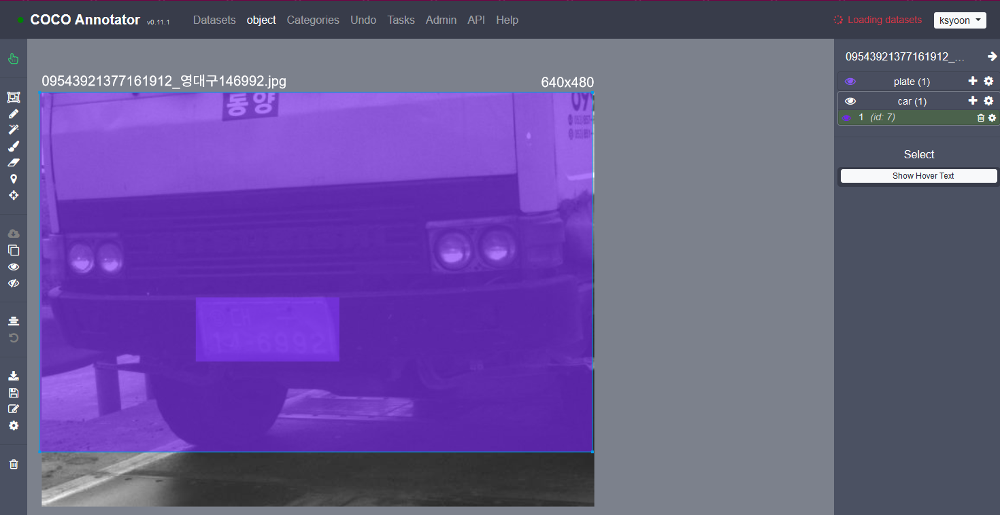 COCO Annotator v0.11.1 Datasets object Categories Undo Tasks Admin API Help Loading datasets ksyoon
09543921377161912_...
plate (1)
car (1)
1 (id: 7)
Select
Show Hover Text
09543921377161912_영대구146992.jpg 640x480
동양
14-6992